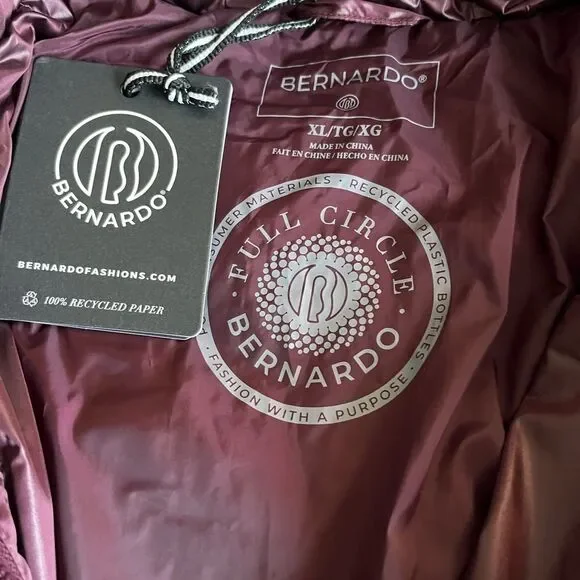 BERNARDO®
BERNARDOFASHIONS.COM
100% RECYCLED PAPER
BERNARDO®
XL/TG/XG
MADE IN CHINA
FAIT EN CHINE / HECHO EN CHINA
SUMER MATERIALS • RECYCLED PLASTIC BOTTLES
• FASHION WITH A PURPOSE •
• FULL CIRCLE •
BERNARDO